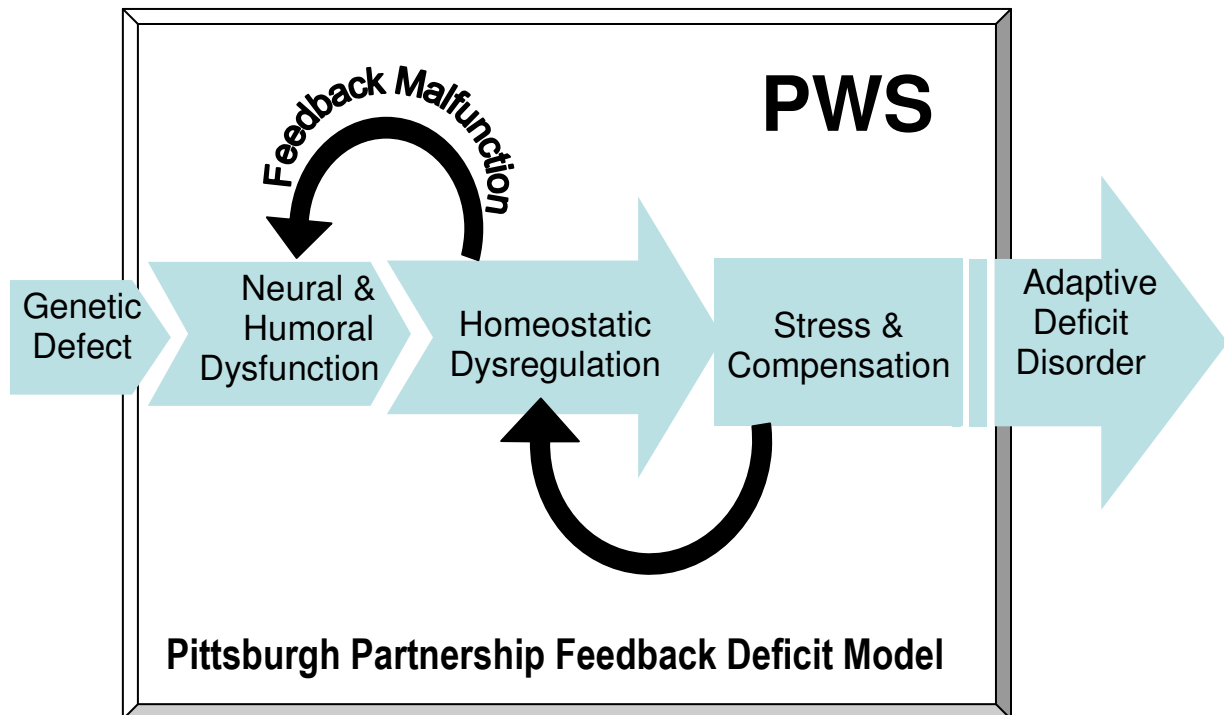 PWS
Feedback Malfunction
Genetic
Defect
Neural &
Humoral
Dysfunction
Homeostatic
Dysregulation
Stress &
Compensation
Adaptive
Deficit
Disorder
Pittsburgh Partnership Feedback Deficit Model